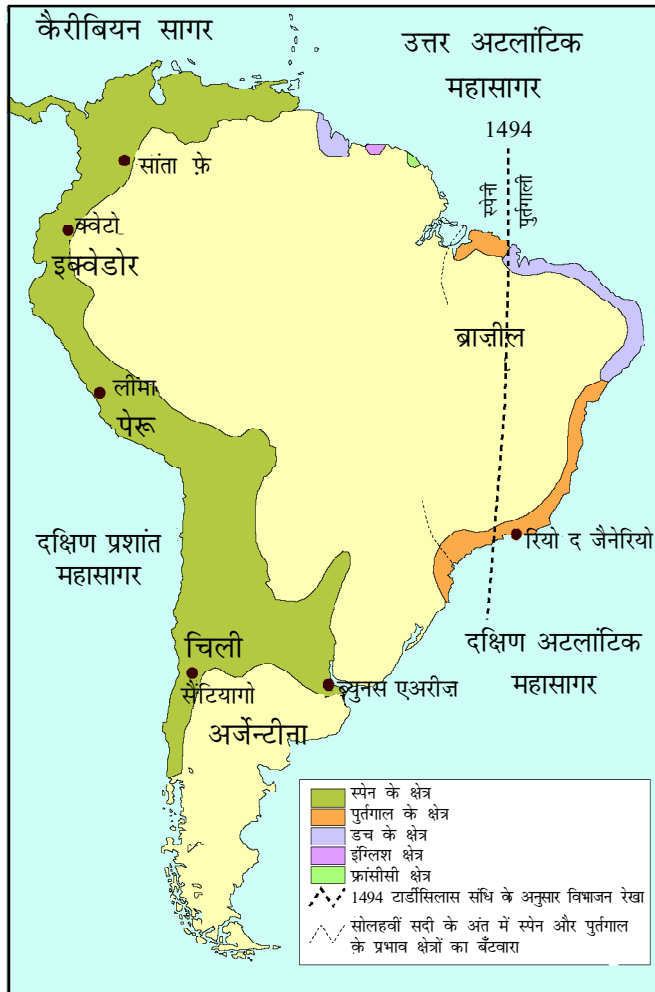 कैरीबियन सागर
उत्तर अटलांटिक
महासागर
1494
स्पेनी
पुर्तगाली
सांता फ़े
क्वेटो
इक्वेडोर
ब्राज़ील
लीमा
पेरू
दक्षिण प्रशांत
महासागर
रियो द जैनेरियो
चिली
सैंटियागो
ब्युनस एअरीज़
दक्षिण अटलांटिक
महासागर
अर्जेन्टीना
स्पेन के क्षेत्र
पुर्तगाल के क्षेत्र
डच के क्षेत्र
इंग्लिश क्षेत्र
फ्रांसीसी क्षेत्र
1494 टार्डीसिलास संधि के अनुसार विभाजन रेखा
सोलहवीं सदी के अंत में स्पेन और पुर्तगाल
के प्रभाव क्षेत्रों का बँटवारा